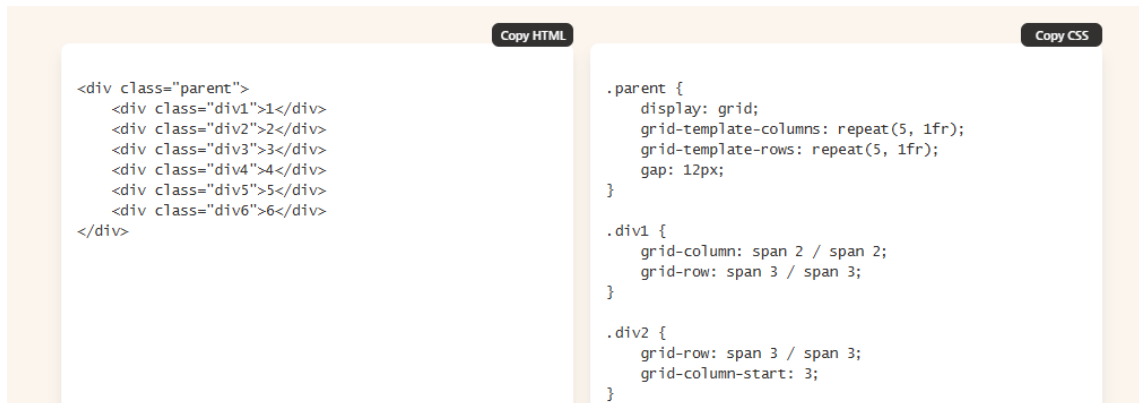 Copy HTML
<div class="parent">
    <div class="div1">1</div>
    <div class="div2">2</div>
    <div class="div3">3</div>
    <div class="div4">4</div>
    <div class="div5">5</div>
    <div class="div6">6</div>
</div>
Copy CSS
.parent {
    display: grid;
    grid-template-columns: repeat(5, 1fr);
    grid-template-rows: repeat(5, 1fr);
    gap: 12px;
}

.div1 {
    grid-column: span 2 / span 2;
    grid-row: span 3 / span 3;
}

.div2 {
    grid-row: span 3 / span 3;
    grid-column-start: 3;
}